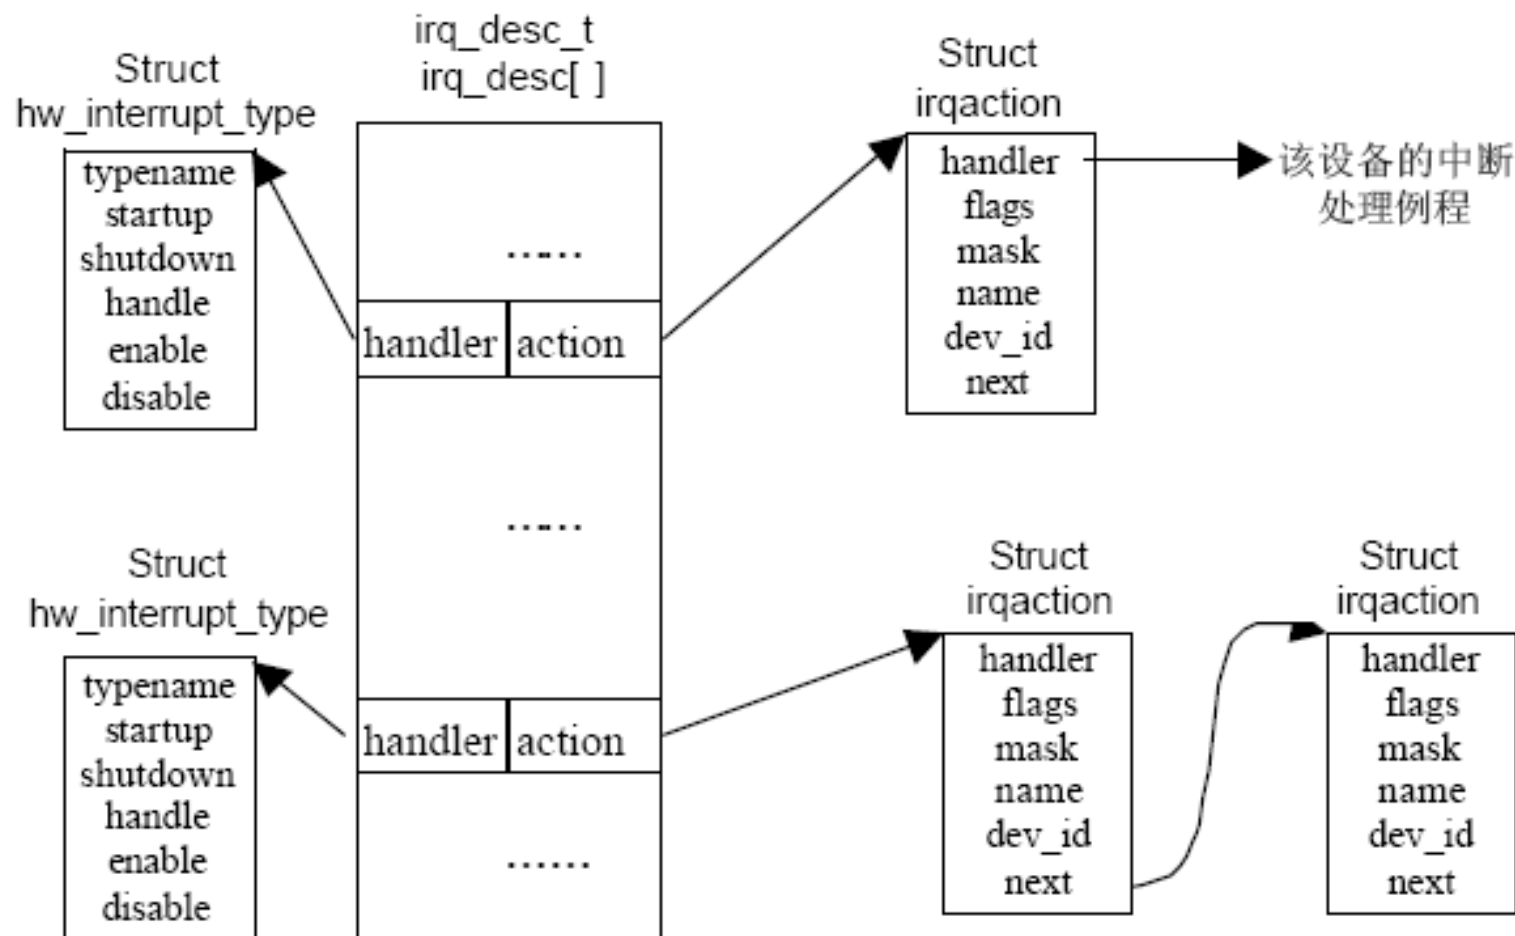 Struct
hw_interrupt_type
typename
startup
shutdown
handle
enable
disable
irq_desc_t
irq_desc[ ]
……
handler action
……
handler action
……
Struct
irqaction
handler
flags
mask
name
dev_id
next
该设备的中断
处理例程
Struct
hw_interrupt_type
typename
startup
shutdown
handle
enable
disable
Struct
irqaction
handler
flags
mask
name
dev_id
next
Struct
irqaction
handler
flags
mask
name
dev_id
next